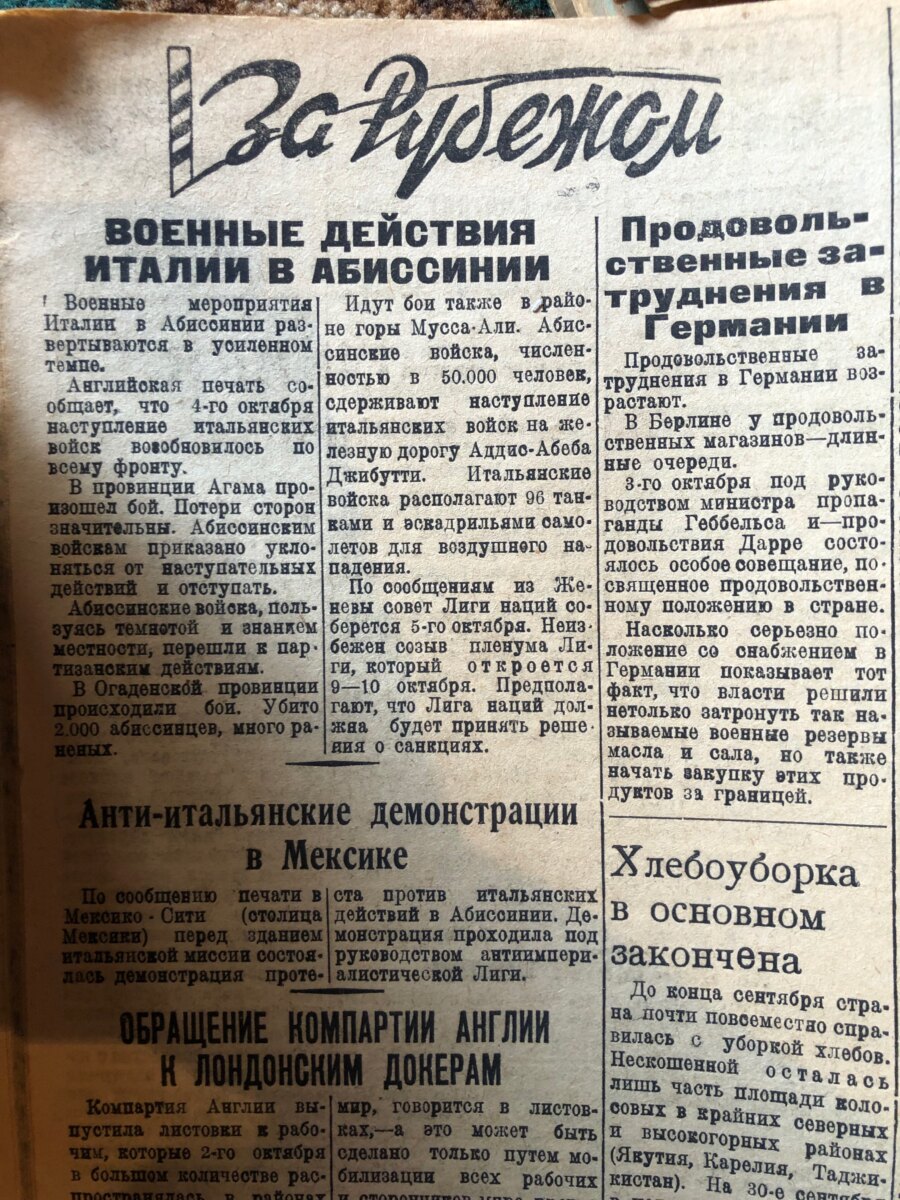 За Рубежом
ВОЕННЫЕ ДЕЙСТВИЯ
ИТАЛИИ В АБИССИНИИ
Военные мероприятия
Италии в Абиссинии раз-
вертываются в усиленном
темпе.
Английская печать со-
общает, что 4-го октября
наступление итальянских
войск возобновилось по
всему фронту.
В провинции Агама про-
изошел бой. Потери сторон
значительны. Абиссинским
войскам приказано укло-
няться от наступательных
действий и отступать.
Абиссинские войска, поль-
зуясь темнотой и знанием
местности, перешли к пар-
тизанским действиям.
В Огаденской провинции
происходили бои. Убито
2.000 абиссинцев, много ра-
неных.
Идут бои также в райо-
не горы Мусса-Али. Абис-
синские войска, числен-
ностью в 50.000 человек,
сдерживают наступление
итальянских войск на же-
лезную дорогу Аддис-Абеба
Джибутти. Итальянские
войска располагают 96 тан-
ками и эскадрильями само-
летов для воздушного на-
падения.
По сообщениям из Же-
невы совет Лиги наций со-
берется 5-го октября. Неиз-
бежен созыв пленума Ли-
ги, который откроется
9—10 октября. Предпола-
гают, что Лига наций дол-
жна будет принять реше-
ния о санкциях.
Продоволь-
ственные за-
труднения в
Германии
Продовольственные за-
труднения в Германии воз-
растают.
В Берлине у продоволь-
ственных магазинов—длин-
ные очереди.
3-го октября под руко-
водством министра пропа-
ганды Геббельса и—про-
довольствия Дарре состо-
ялось особое совещание, по-
священное продовольствен-
ному положению в стране.
Насколько серьезно по-
ложение со снабжением в
Германии показывает тот
факт, что власти решили
нетолько затронуть так на-
зываемые военные резервы
масла и сала, но также
начать закупку этих про-
дуктов за границей.
Анти-итальянские демонстрации
в Мексике
По сообщению печати в
Мексико-Сити (столица
Мексики) перед зданием
итальянской миссии состоя-
лась демонстрация проте-
ста против итальянских
действий в Абиссинии. Де-
монстрация проходила под
руководством антиимпери-
алистической Лиги.
Хлебоуборка
в основном
закончена
До конца сентября стра-
на почти повсеместно спра-
вилась с уборкой хлебов.
Нескошенной осталась
лишь часть площади коло-
совых в крайних северных
и высокогорных районах
(Якутия, Карелия, Таджи-
кистан). На 30-е сентября
ОБРАЩЕНИЕ КОМПАРТИИ АНГЛИИ
К ЛОНДОНСКИМ ДОКЕРАМ
Компартия Англии вы-
пустила листовки к рабо-
чим, которые 2-го октября
в большом количестве рас-
пространялась в районах
мир, говорится в листов-
ках,—а это может быть
сделано только путем мо-
билизации всех рабочих
и сторонников мира